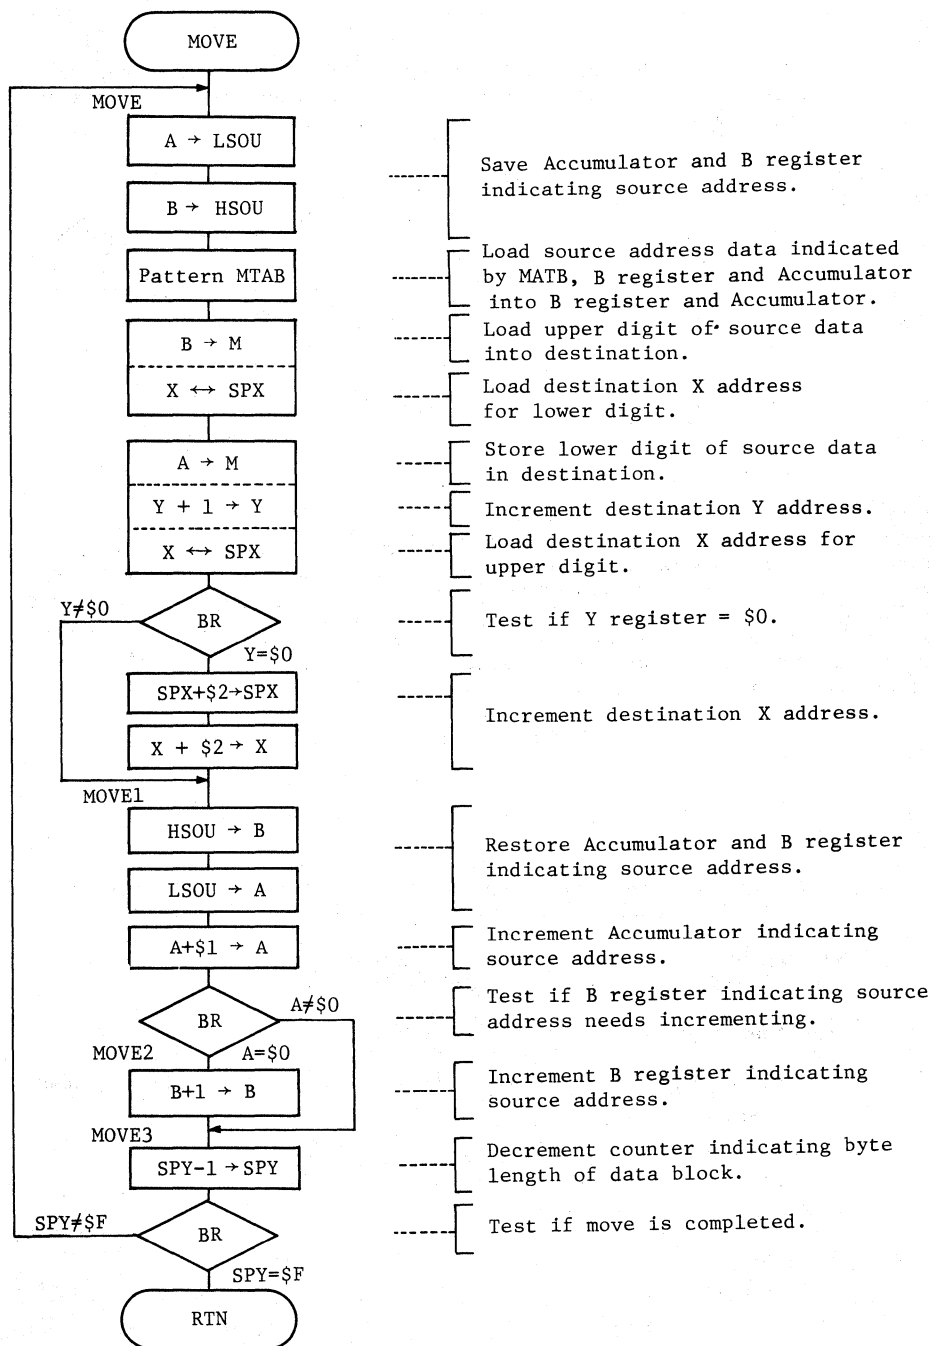 MOVE
MOVE
A → LSOU
Save Accumulator and B register
indicating source address.
B → HSOU
Pattern MTAB
Load source address data indicated
by MATB, B register and Accumulator
into B register and Accumulator.
B → M
Load upper digit of source data
into destination.
X ↔ SPX
Load destination X address
for lower digit.
A → M
Store lower digit of source data
in destination.
Y + 1 → Y
Increment destination Y address.
X ↔ SPX
Load destination X address for
upper digit.
Y≠$0
BR
Test if Y register = $0.
Y=$0
SPX+$2→SPX
Increment destination X address.
X + $2 → X
MOVE1
HSOU → B
Restore Accumulator and B register
indicating source address.
LSOU → A
A+$1 → A
Increment Accumulator indicating
source address.
A≠$0
BR
Test if B register indicating source
address needs incrementing.
MOVE2
A=$0
B+1 → B
Increment B register indicating
source address.
MOVE3
SPY-1→SPY
Decrement counter indicating byte
length of data block.
SPY≠$F
BR
Test if move is completed.
SPY=$F
RTN